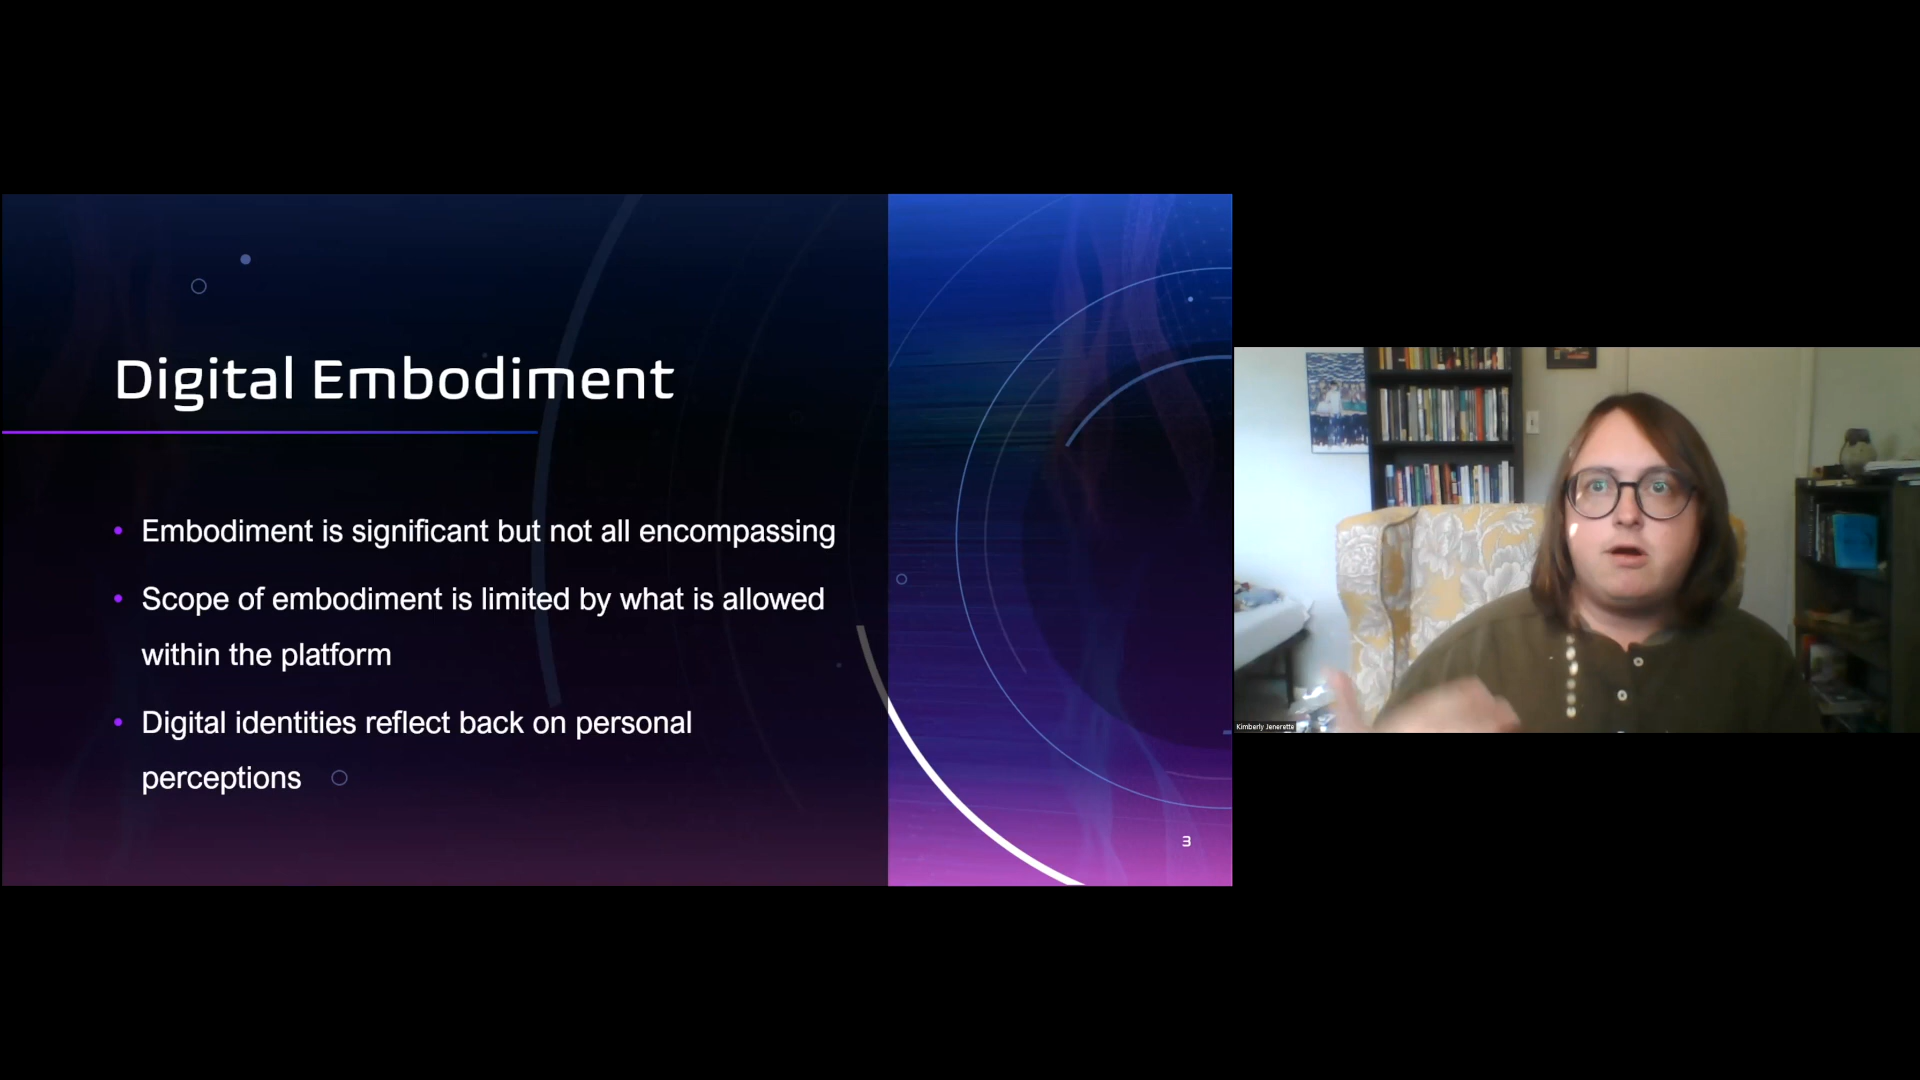 Digital Embodiment
• Embodiment is significant but not all encompassing
• Scope of embodiment is limited by what is allowed
within the platform
• Digital identities reflect back on personal
perceptions
3
Kimberly Jenerette